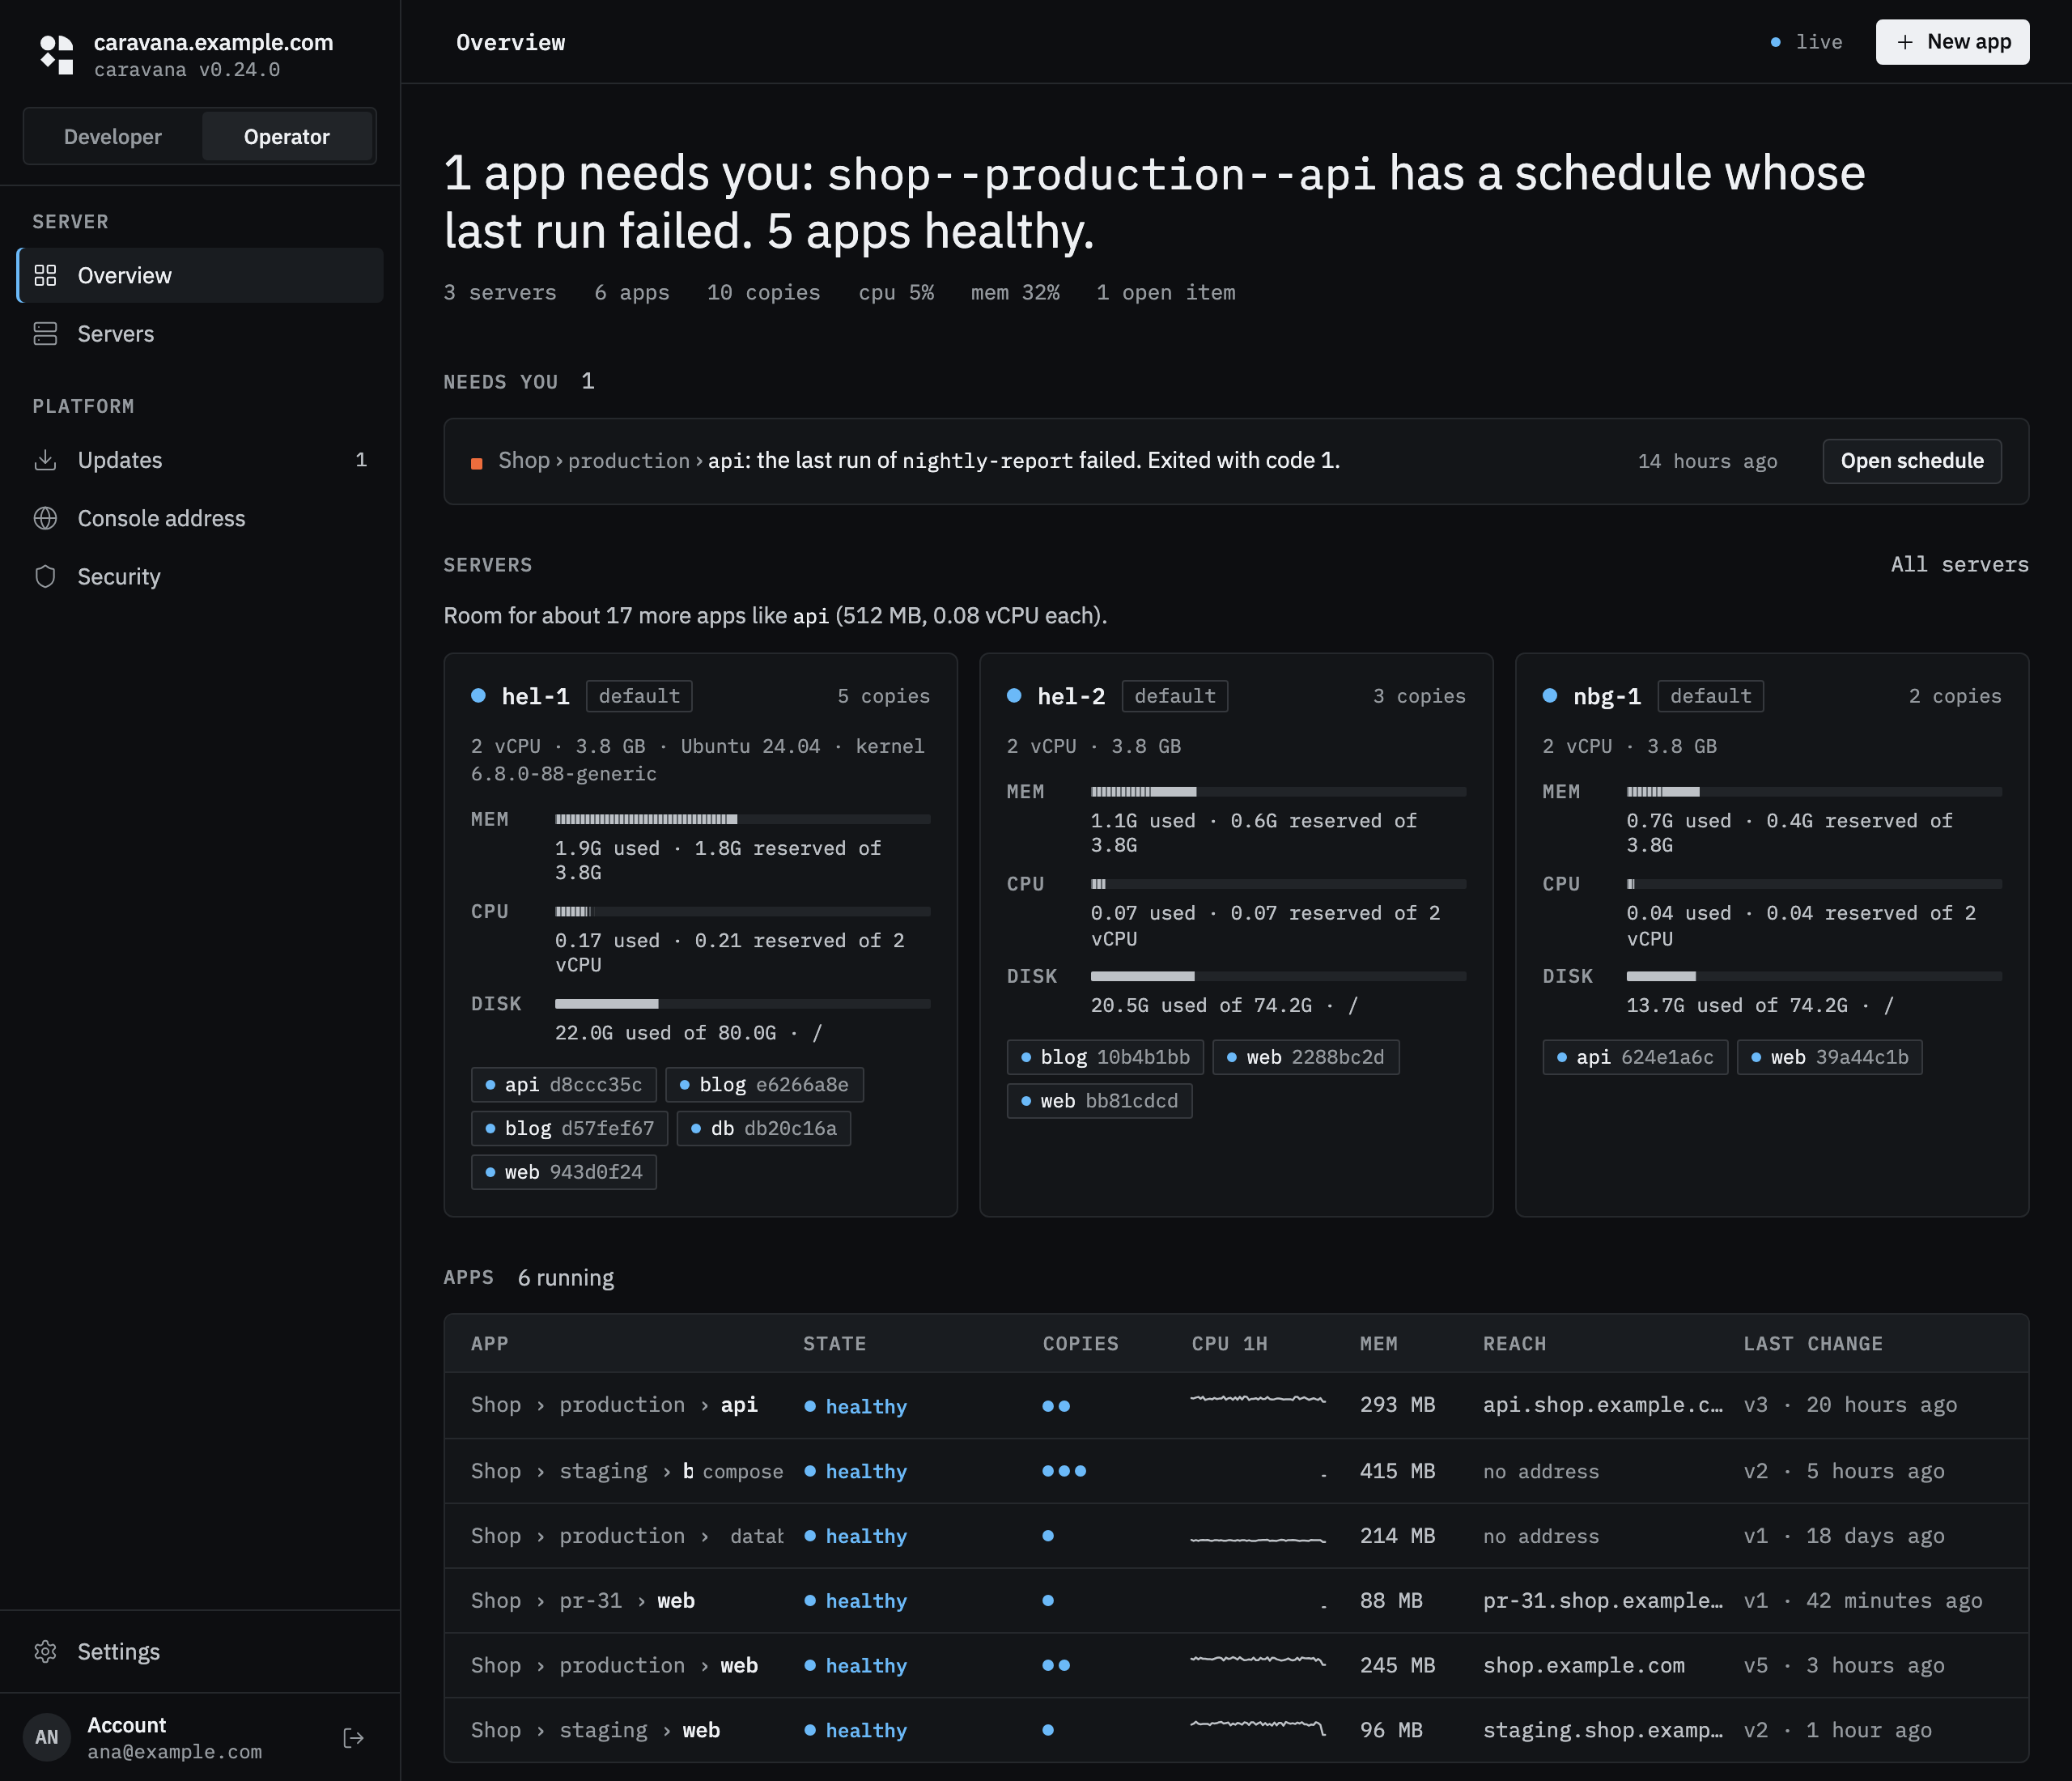 caravana.example.com
caravana v0.24.0
Developer
Operator
SERVER
Overview
Servers
PLATFORM
Updates 1
Console address
Security
Settings
AN
Account
ana@example.com
Overview
live
+ New app
1 app needs you: shop--production--api has a schedule whose
last run failed. 5 apps healthy.
3 servers 6 apps 10 copies cpu 5% mem 32% 1 open item
NEEDS YOU 1
Shop › production › api: the last run of nightly-report failed. Exited with code 1.
14 hours ago
Open schedule
SERVERS
All servers
Room for about 17 more apps like api (512 MB, 0.08 vCPU each).
hel-1 default 5 copies
2 vCPU · 3.8 GB · Ubuntu 24.04 · kernel
6.8.0-88-generic
MEM
1.9G used · 1.8G reserved of
3.8G
CPU
0.17 used · 0.21 reserved of 2
vCPU
DISK
22.0G used of 80.0G · /
api d8ccc35c
blog e6266a8e
blog d57fef67
db db20c16a
web 943d0f24
hel-2 default 3 copies
2 vCPU · 3.8 GB
MEM
1.1G used · 0.6G reserved of
3.8G
CPU
0.07 used · 0.07 reserved of 2
vCPU
DISK
20.5G used of 74.2G · /
blog 10b4b1bb
web 2288bc2d
web bb81cdcd
nbg-1 default 2 copies
2 vCPU · 3.8 GB
MEM
0.7G used · 0.4G reserved of
3.8G
CPU
0.04 used · 0.04 reserved of 2
vCPU
DISK
13.7G used of 74.2G · /
api 624e1a6c
web 39a44c1b
APPS 6 running
APP STATE COPIES CPU 1H MEM REACH LAST CHANGE
Shop › production › api healthy 293 MB api.shop.example.c… v3 · 20 hours ago
Shop › staging › b compose healthy - 415 MB no address v2 · 5 hours ago
Shop › production › datab healthy 214 MB no address v1 · 18 days ago
Shop › pr-31 › web healthy - 88 MB pr-31.shop.example… v1 · 42 minutes ago
Shop › production › web healthy 245 MB shop.example.com v5 · 3 hours ago
Shop › staging › web healthy 96 MB staging.shop.examp… v2 · 1 hour ago